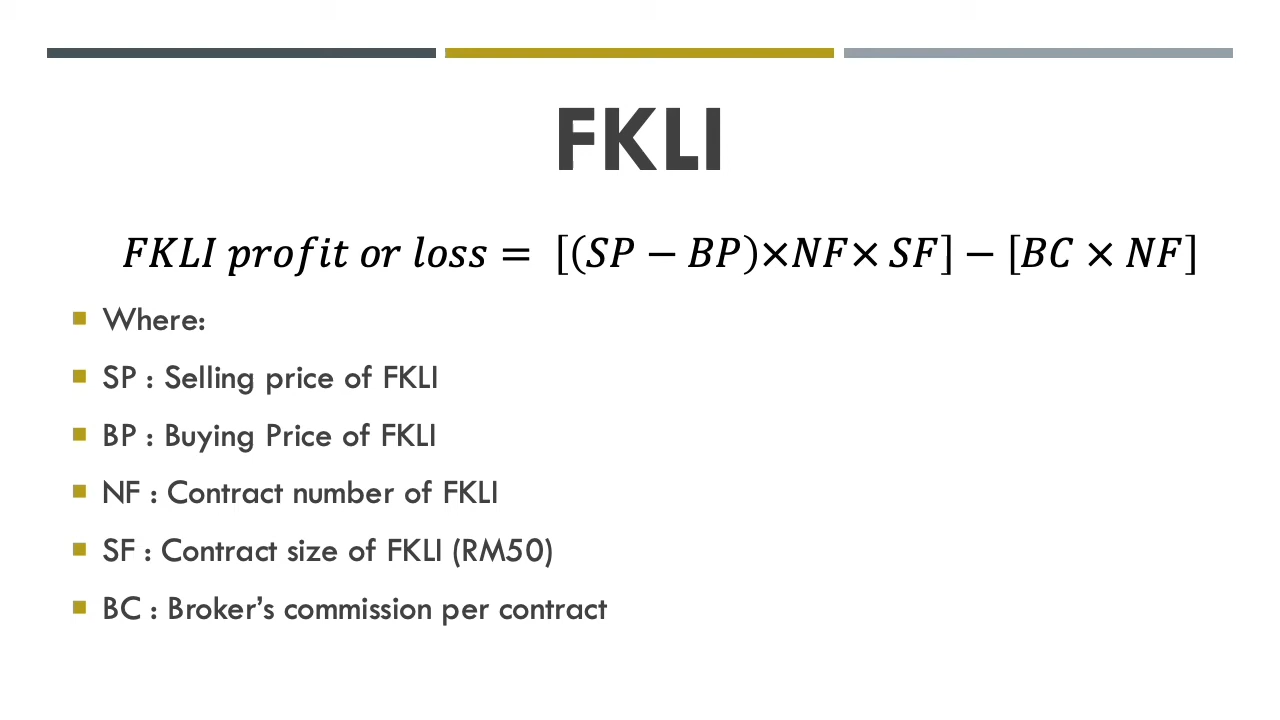 FKLI
FKLI profit or loss = [(SP − BP)×NF× SF] − [BC × NF]
Where:
SP : Selling price of FKLI
BP : Buying Price of FKLI
NF : Contract number of FKLI
SF : Contract size of FKLI (RM50)
BC : Broker’s commission per contract